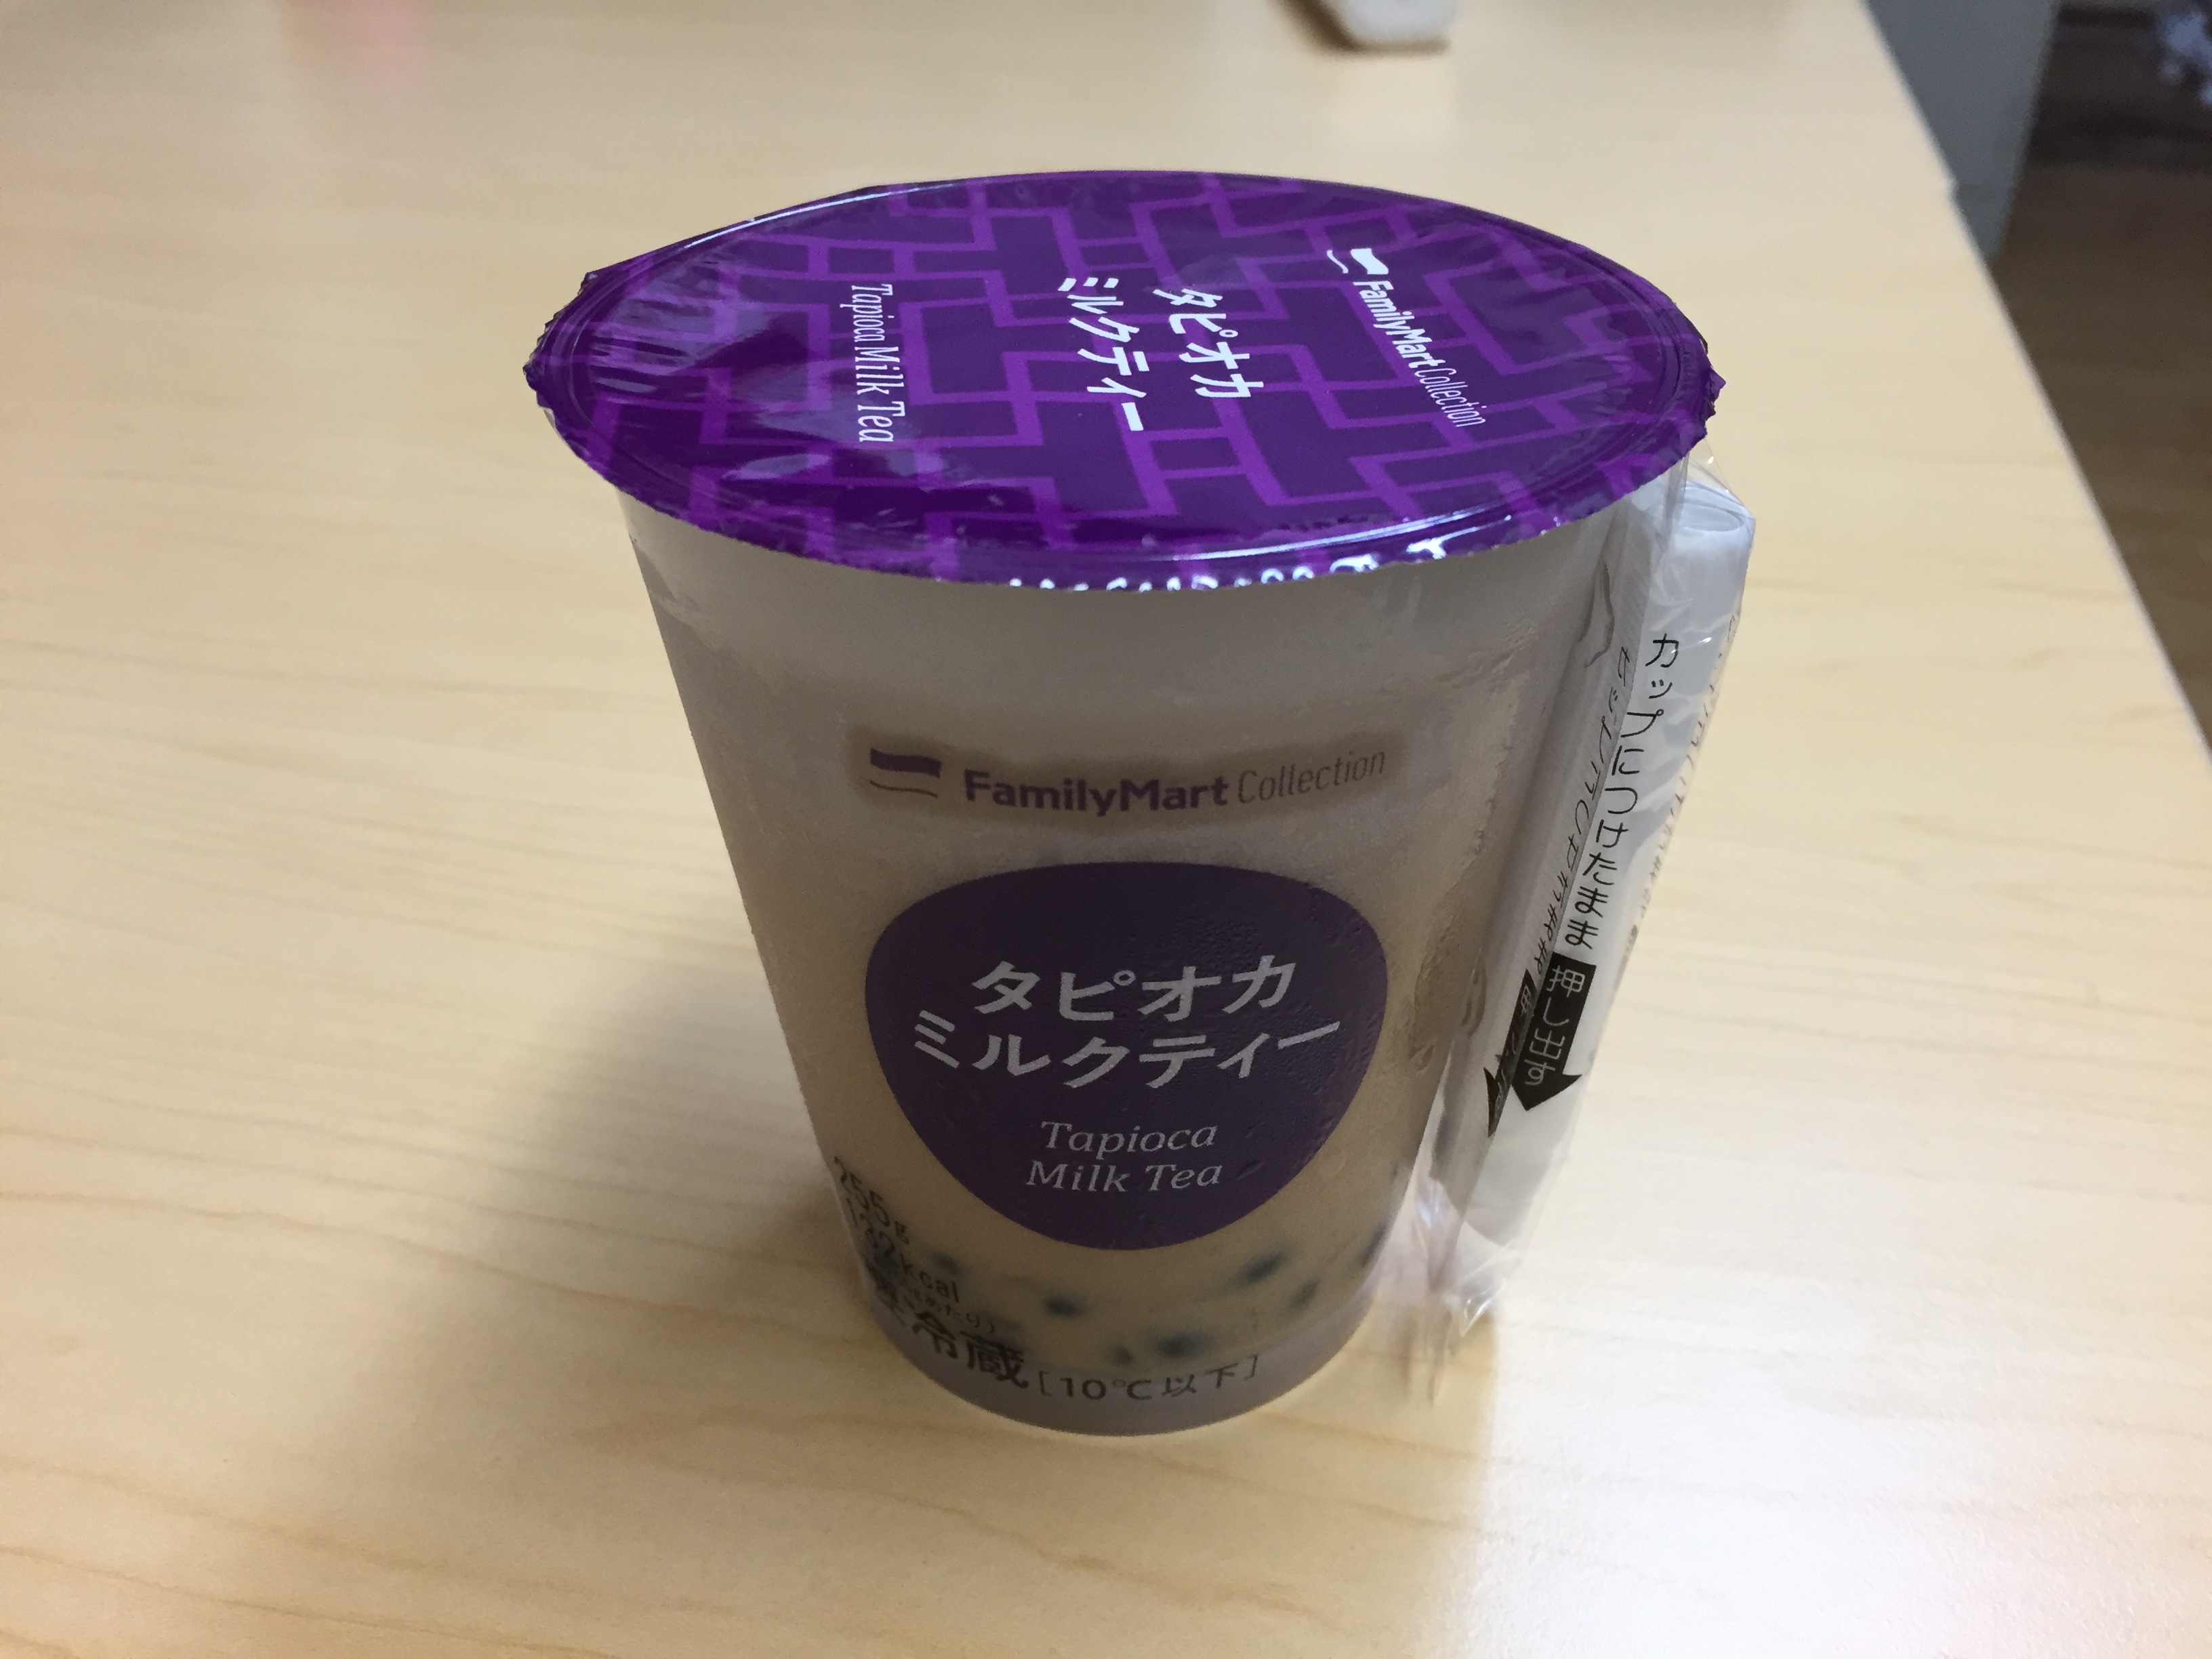 FamilyMart Collection
タピオカ
ミルクティー
Tapioca Milk Tea
FamilyMart Collection
タピオカ
ミルクティー
Tapioca
Milk Tea
255g
132kcal
要冷蔵[10℃以下]
カップにつけたまま 押し出す